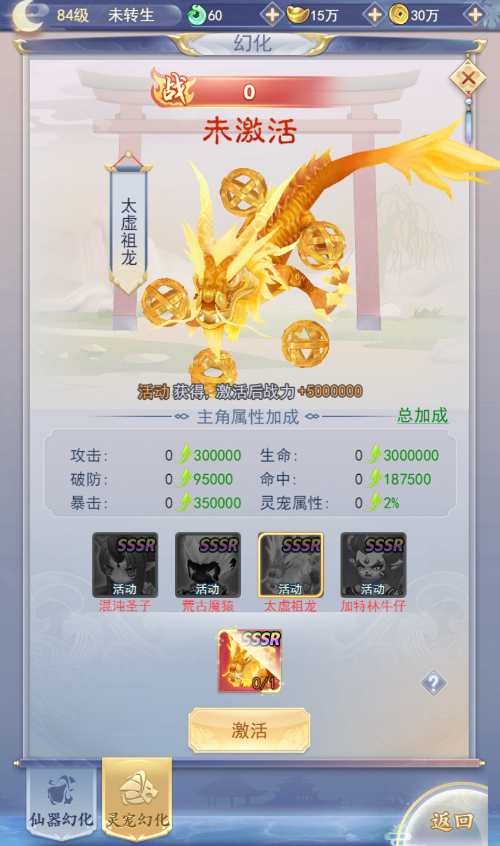 84级 未转生 60 15万 30万
幻化
战 0
未激活
太虚祖龙
活动 获得，激活后战力 +5000000
主角属性加成 总加成
攻击： 0 300000 生命： 0 3000000
破防： 0 95000 命中： 0 187500
暴击： 0 350000 灵宠属性： 0 2%
SSSR SSSR SSSR SSSR
活动 活动 活动 活动
混沌圣子 荒古魔猿 太虚祖龙 加特林牛仔
SSSR
0/1
?
激活
仙器幻化 灵宠幻化 返回